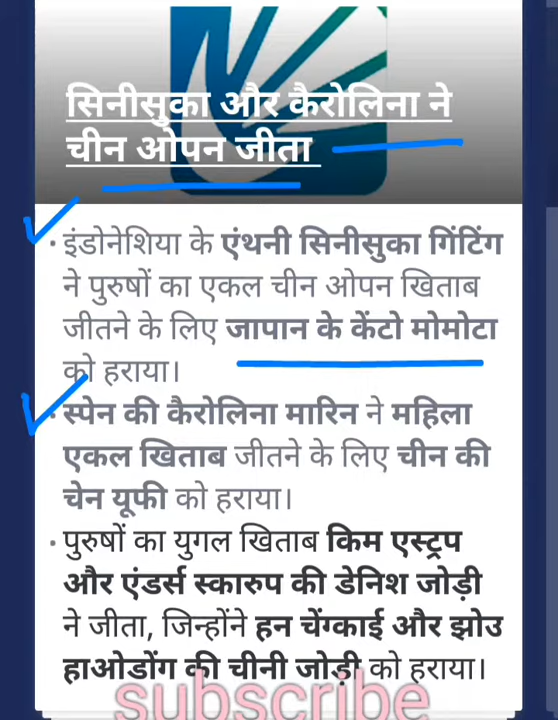 सिनीसुका और कैरोलिना ने
चीन ओपन जीता
• इंडोनेशिया के एंथनी सिनीसुका गिंटिंग
ने पुरुषों का एकल चीन ओपन खिताब
जीतने के लिए जापान के केंटो मोमोटा
को हराया।
• स्पेन की कैरोलिना मारिन ने महिला
एकल खिताब जीतने के लिए चीन की
चेन यूफी को हराया।
• पुरुषों का युगल खिताब किम एस्ट्रप
और एंडर्स स्कारुप की डेनिश जोड़ी
ने जीता, जिन्होंने हन चेंग्काई और झोउ
हाओडोंग की चीनी जोड़ी को हराया।
subscribe